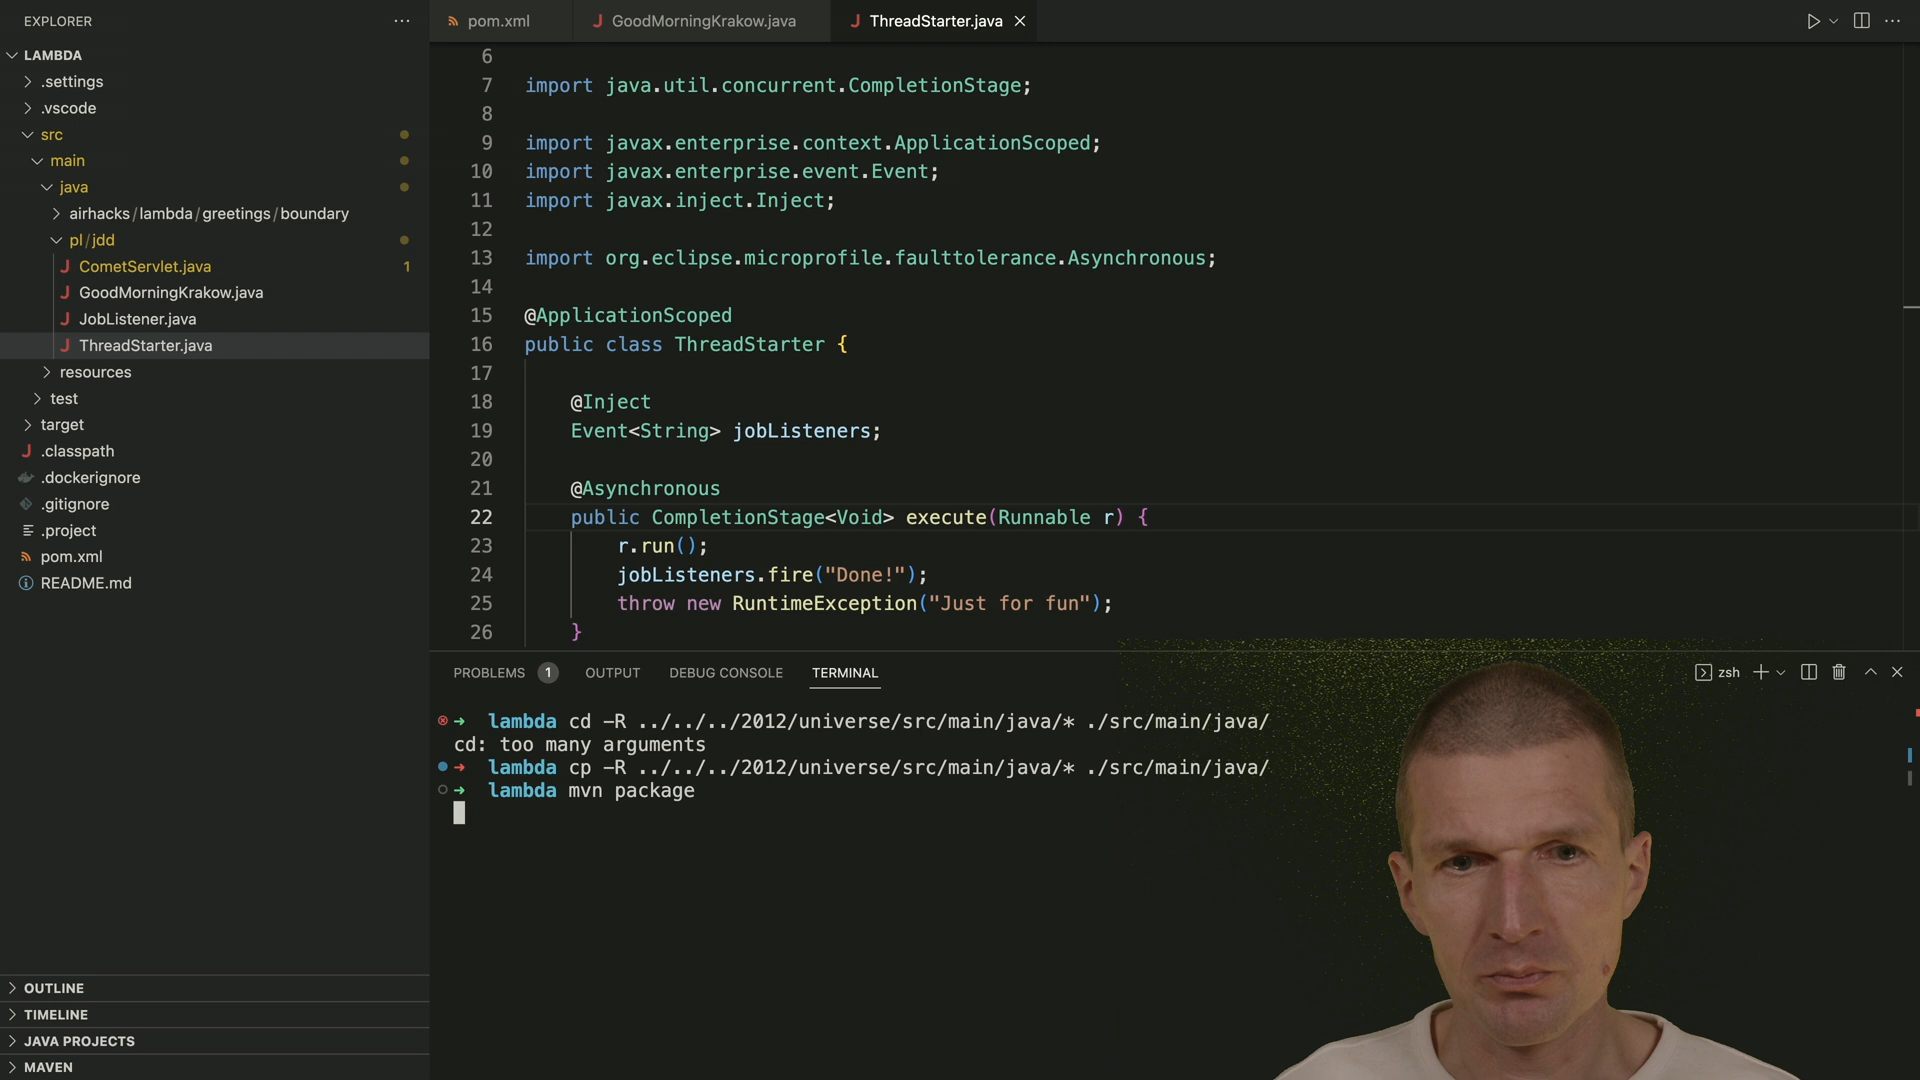 EXPLORER
pom.xml
GoodMorningKrakow.java
ThreadStarter.java
LAMBDA
.settings
.vscode
src
main
java
airhacks/lambda/greetings/boundary
pl/jdd
CometServlet.java 1
GoodMorningKrakow.java
JobListener.java
ThreadStarter.java
resources
test
target
.classpath
.dockerignore
.gitignore
.project
pom.xml
README.md
OUTLINE
TIMELINE
JAVA PROJECTS
MAVEN
6
7 import java.util.concurrent.CompletionStage;
8
9 import javax.enterprise.context.ApplicationScoped;
10 import javax.enterprise.event.Event;
11 import javax.inject.Inject;
12
13 import org.eclipse.microprofile.faulttolerance.Asynchronous;
14
15 @ApplicationScoped
16 public class ThreadStarter {
17
18 @Inject
19 Event<String> jobListeners;
20
21 @Asynchronous
22 public CompletionStage<Void> execute(Runnable r) {
23 r.run();
24 jobListeners.fire("Done!");
25 throw new RuntimeException("Just for fun");
26 }
PROBLEMS 1 OUTPUT DEBUG CONSOLE TERMINAL zsh
lambda cd -R ../../../2012/universe/src/main/java/* ./src/main/java/
cd: too many arguments
lambda cp -R ../../../2012/universe/src/main/java/* ./src/main/java/
lambda mvn package